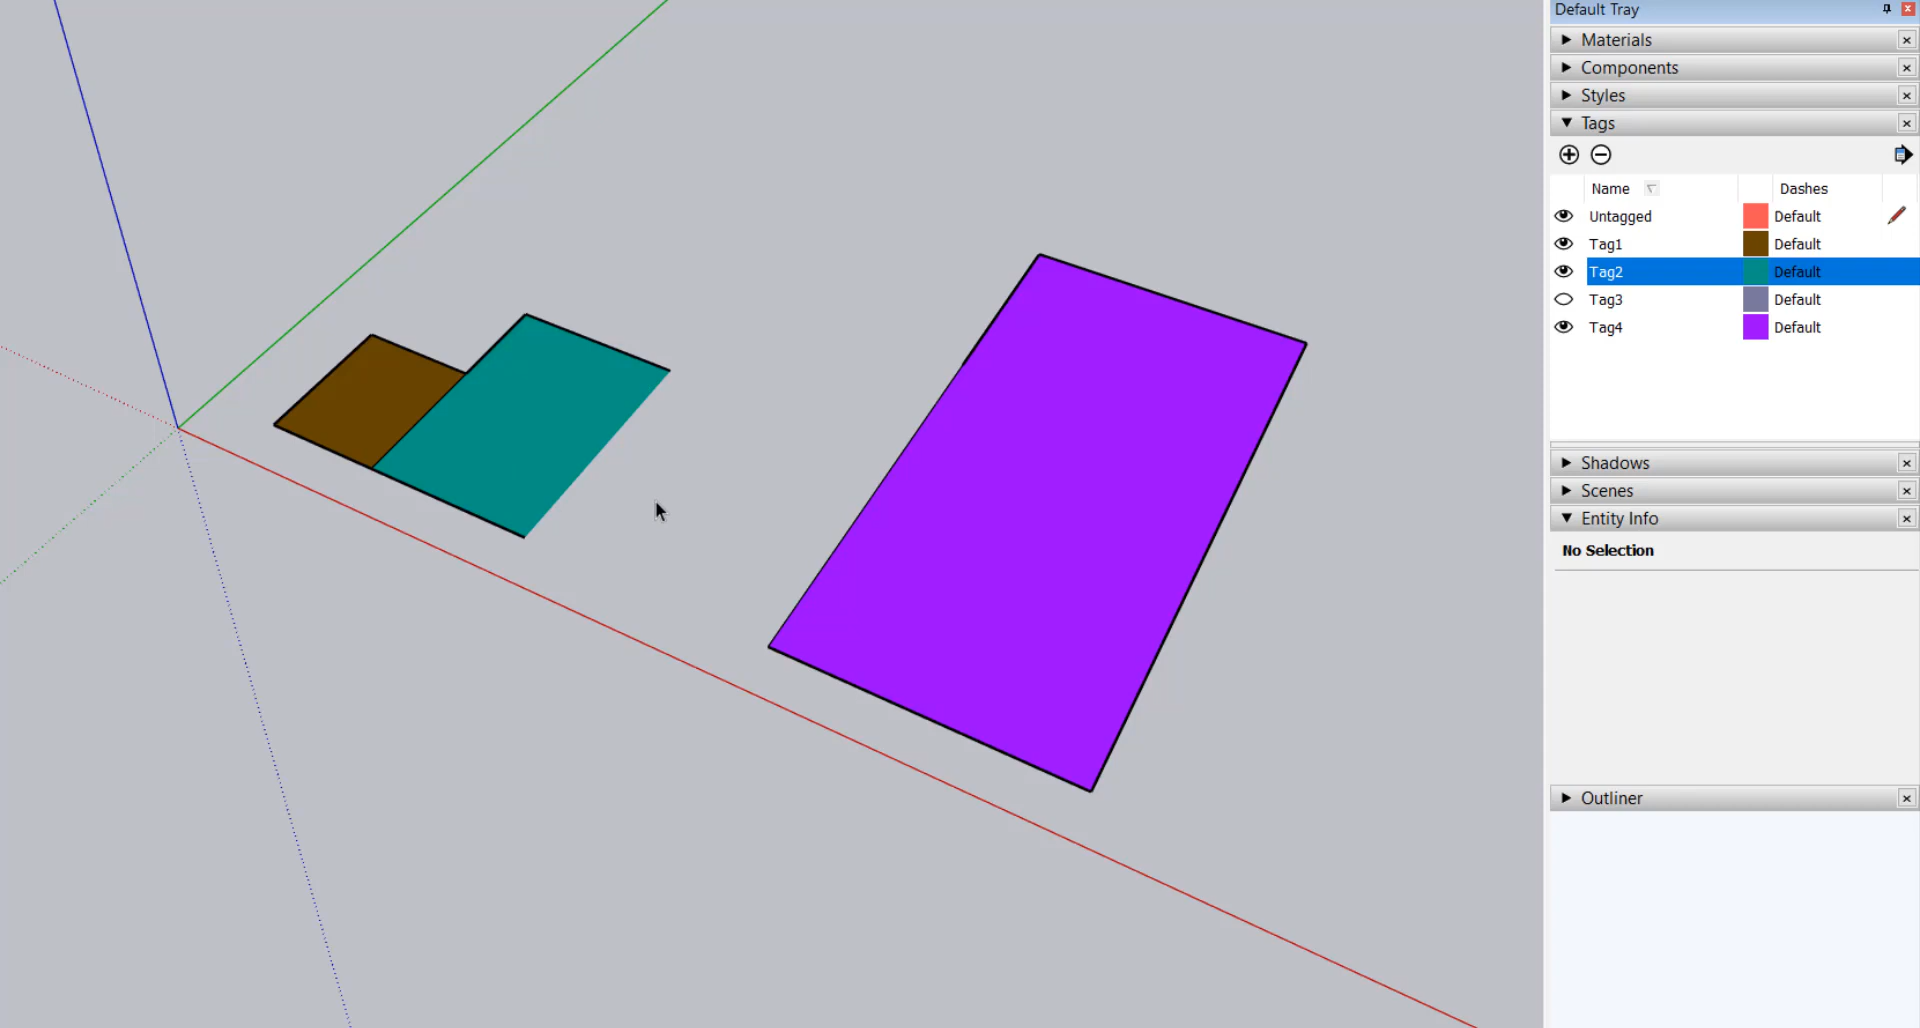 Default Tray
Materials
Components
Styles
Tags
Name Dashes
Untagged Default
Tag1 Default
Tag2 Default
Tag3 Default
Tag4 Default
Shadows
Scenes
Entity Info
No Selection
Outliner